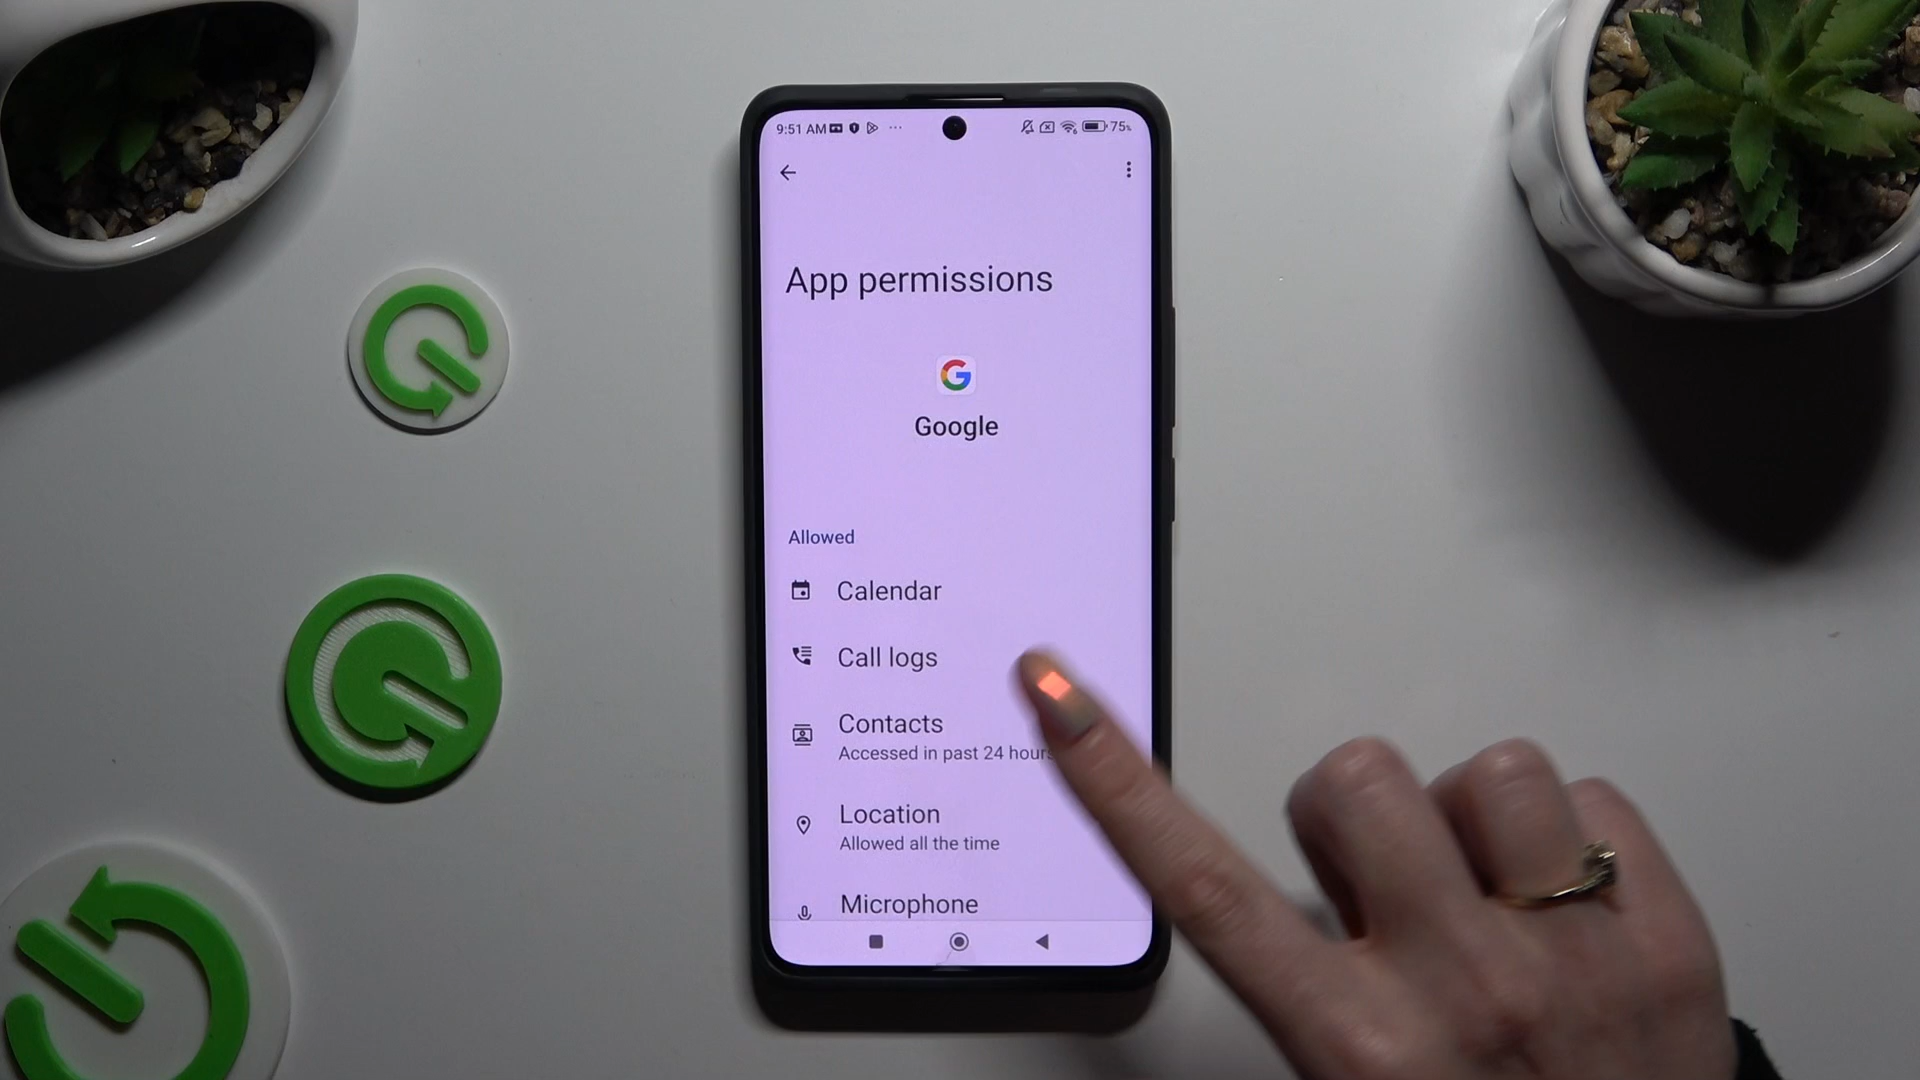 9:51 AM
75%
App permissions
Google
Allowed
Calendar
Call logs
Contacts
Accessed in past 24 hours
Location
Allowed all the time
Microphone